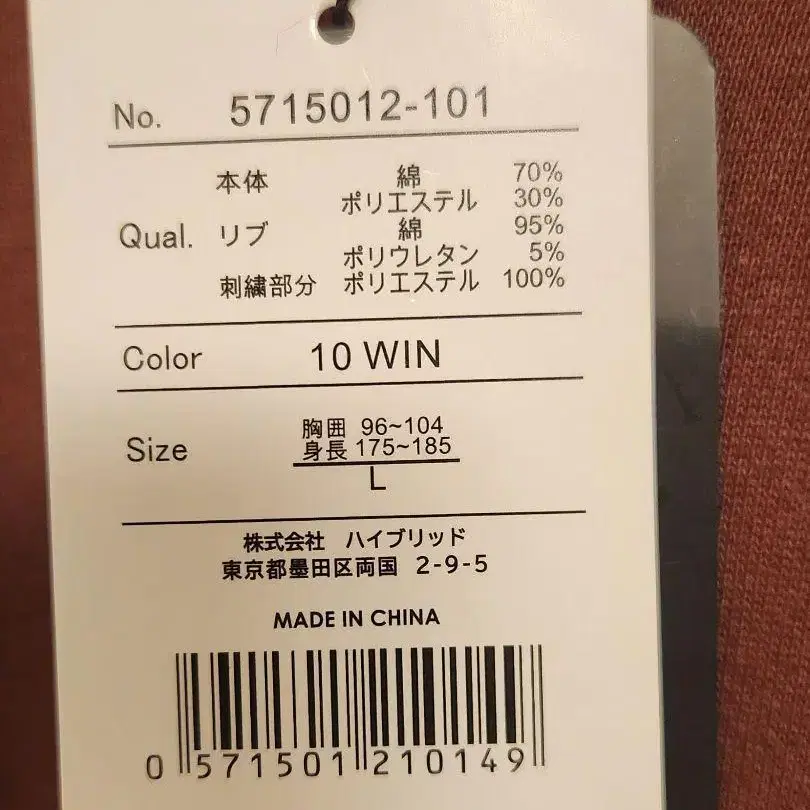 No. 5715012-101
本体 綿 70%
ポリエステル 30%
Qual. リブ 綿 95%
ポリウレタン 5%
刺繍部分 ポリエステル 100%
Color 10 WIN
胸囲 96~104
Size 身長 175~185
L
株式会社 ハイブリッド
東京都墨田区両国 2-9-5
MADE IN CHINA
0 571501 210149